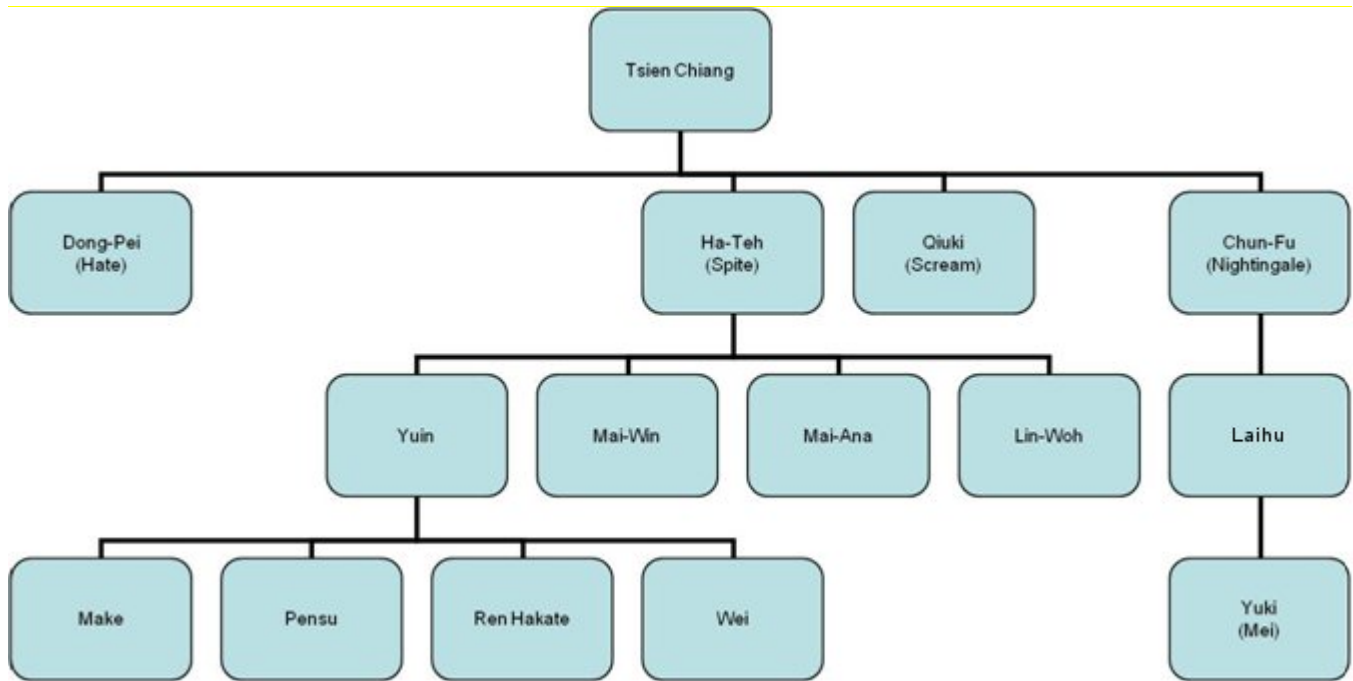 Tsien Chiang
Dong-Pei
(Hate)
Ha-Teh
(Spite)
Qiuki
(Scream)
Chun-Fu
(Nightingale)
Yuin
Mai-Win
Mai-Ana
Lin-Woh
Laihu
Make
Pensu
Ren Hakate
Wei
Yuki
(Mei)